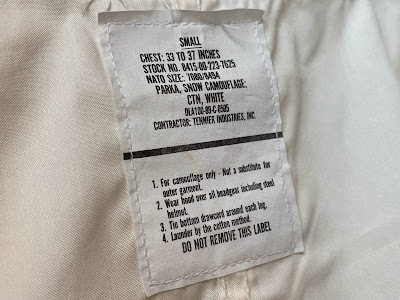 SMALL
CHEST: 33 TO 37 INCHES
STOCK NO. 8415-00-223-7625
NATO SIZE: 7080/8494
PARKA, SNOW CAMOUFLAGE:
CTN, WHITE
DLA100-89-C-0505
CONTRACTOR: TENNIER INDUSTRIES, INC.
1. For camouflage only - Not a substitute for
outer garment.
2. Wear hood over all headgear including steel
helmet.
3. Tie bottom drawcord around each leg.
4. Launder by the cotton method.
DO NOT REMOVE THIS LABEL